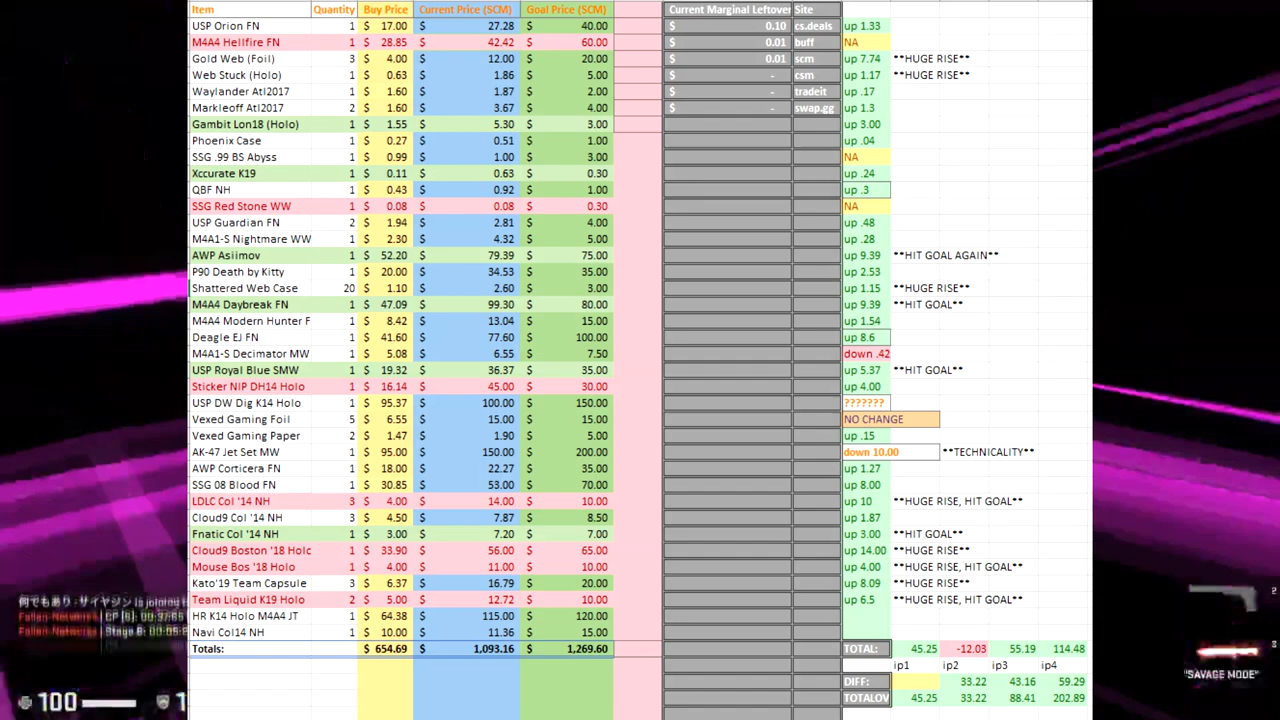 Item Quantity Buy Price Current Price (SCM) Goal Price (SCM) Current Marginal Leftover Site
USP Orion FN 1 $ 17.00 $ 27.28 $ 40.00 $ 0.10 cs.deals up 1.33
M4A4 Hellfire FN 1 $ 28.85 $ 42.42 $ 60.00 $ 0.01 buff NA
Gold Web (Foil) 3 $ 4.00 $ 12.00 $ 20.00 $ 0.01 scm up 7.74 **HUGE RISE**
Web Stuck (Holo) 1 $ 0.63 $ 1.86 $ 5.00 $ - csm up 1.17 **HUGE RISE**
Waylander Atl2017 1 $ 1.60 $ 1.87 $ 2.00 $ - tradeit up .17
Markleoff Atl2017 2 $ 1.60 $ 3.67 $ 4.00 $ - swap.gg up 1.3
Gambit Lon18 (Holo) 1 $ 1.55 $ 5.30 $ 3.00 up 3.00
Phoenix Case 1 $ 0.27 $ 0.51 $ 1.00 up .04
SSG .99 BS Abyss 1 $ 0.99 $ 1.00 $ 3.00 NA
Xccurate K19 1 $ 0.11 $ 0.63 $ 0.30 up .24
QBF NH 1 $ 0.43 $ 0.92 $ 1.00 up .3
SSG Red Stone WW 1 $ 0.08 $ 0.08 $ 0.30 NA
USP Guardian FN 2 $ 1.94 $ 2.81 $ 4.00 up .48
M4A1-S Nightmare WW 1 $ 2.30 $ 4.32 $ 5.00 up .28
AWP Asiimov 1 $ 52.20 $ 79.39 $ 75.00 up 9.39 **HIT GOAL AGAIN**
P90 Death by Kitty 1 $ 20.00 $ 34.53 $ 35.00 up 2.53
Shattered Web Case 20 $ 1.10 $ 2.60 $ 3.00 up 1.15 **HUGE RISE**
M4A4 Daybreak FN 1 $ 47.09 $ 99.30 $ 80.00 up 9.39 **HIT GOAL**
M4A4 Modern Hunter F 1 $ 8.42 $ 13.04 $ 15.00 up 1.54
Deagle EJ FN 1 $ 41.60 $ 77.60 $ 100.00 up 8.6
M4A1-S Decimator MW 1 $ 5.08 $ 6.55 $ 7.50 down .42
USP Royal Blue SMW 1 $ 19.32 $ 36.37 $ 35.00 up 5.37 **HIT GOAL**
Sticker NIP DH14 Holo 1 $ 16.14 $ 45.00 $ 30.00 up 4.00
USP DW Dig K14 Holo 1 $ 95.37 $ 100.00 $ 150.00 ???????
Vexed Gaming Foil 5 $ 6.55 $ 15.00 $ 15.00 NO CHANGE
Vexed Gaming Paper 2 $ 1.47 $ 1.90 $ 5.00 up .15
AK-47 Jet Set MW 1 $ 95.00 $ 150.00 $ 200.00 down 10.00 **TECHNICALITY**
AWP Corticera FN 1 $ 18.00 $ 22.27 $ 35.00 up 1.27
SSG 08 Blood FN 1 $ 30.85 $ 53.00 $ 70.00 up 8.00
LDLC Col '14 NH 3 $ 4.00 $ 14.00 $ 10.00 up 10 **HUGE RISE, HIT GOAL**
Cloud9 Col '14 NH 3 $ 4.50 $ 7.87 $ 8.50 up 1.87
Fnatic Col '14 NH 1 $ 3.00 $ 7.20 $ 7.00 up 3.00 **HIT GOAL**
Cloud9 Boston '18 Holo 1 $ 33.90 $ 56.00 $ 65.00 up 14.00 **HUGE RISE**
Mouse Bos '18 Holo 1 $ 4.00 $ 11.00 $ 10.00 up 4.00 **HUGE RISE, HIT GOAL**
Kato'19 Team Capsule 3 $ 6.37 $ 16.79 $ 20.00 up 8.09 **HUGE RISE**
Team Liquid K19 Holo 2 $ 5.00 $ 12.72 $ 10.00 up 6.5 **HUGE RISE, HIT GOAL**
HR K14 Holo M4A4 JT 1 $ 64.38 $ 115.00 $ 120.00
Navi Col14 NH 1 $ 10.00 $ 11.36 $ 15.00
Totals: $ 654.69 $ 1,093.16 $ 1,269.60 TOTAL: 45.25 -12.03 55.19 114.48
ip1 ip2 ip3 ip4
DIFF: 33.22 43.16 59.29
TOTALOV 45.25 33.22 88.41 202.89
"SAVAGE MODE"
100